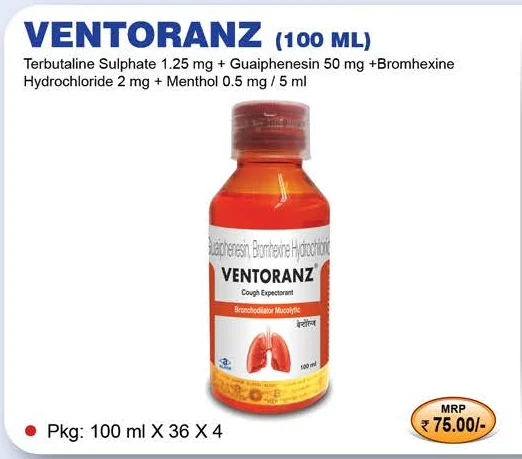 VENTORANZ (100 ML)
Terbutaline Sulphate 1.25 mg + Guaiphenesin 50 mg +Bromhexine
Hydrochloride 2 mg + Menthol 0.5 mg / 5 ml
Guaiphenesin, Bromhexine Hydrochloride
VENTORANZ®
Cough Expectorant
Bronchodilator Mucolytic
वेन्टोरेन्ज
100 ml
MRP
₹ 75.00/-
Pkg: 100 ml X 36 X 4